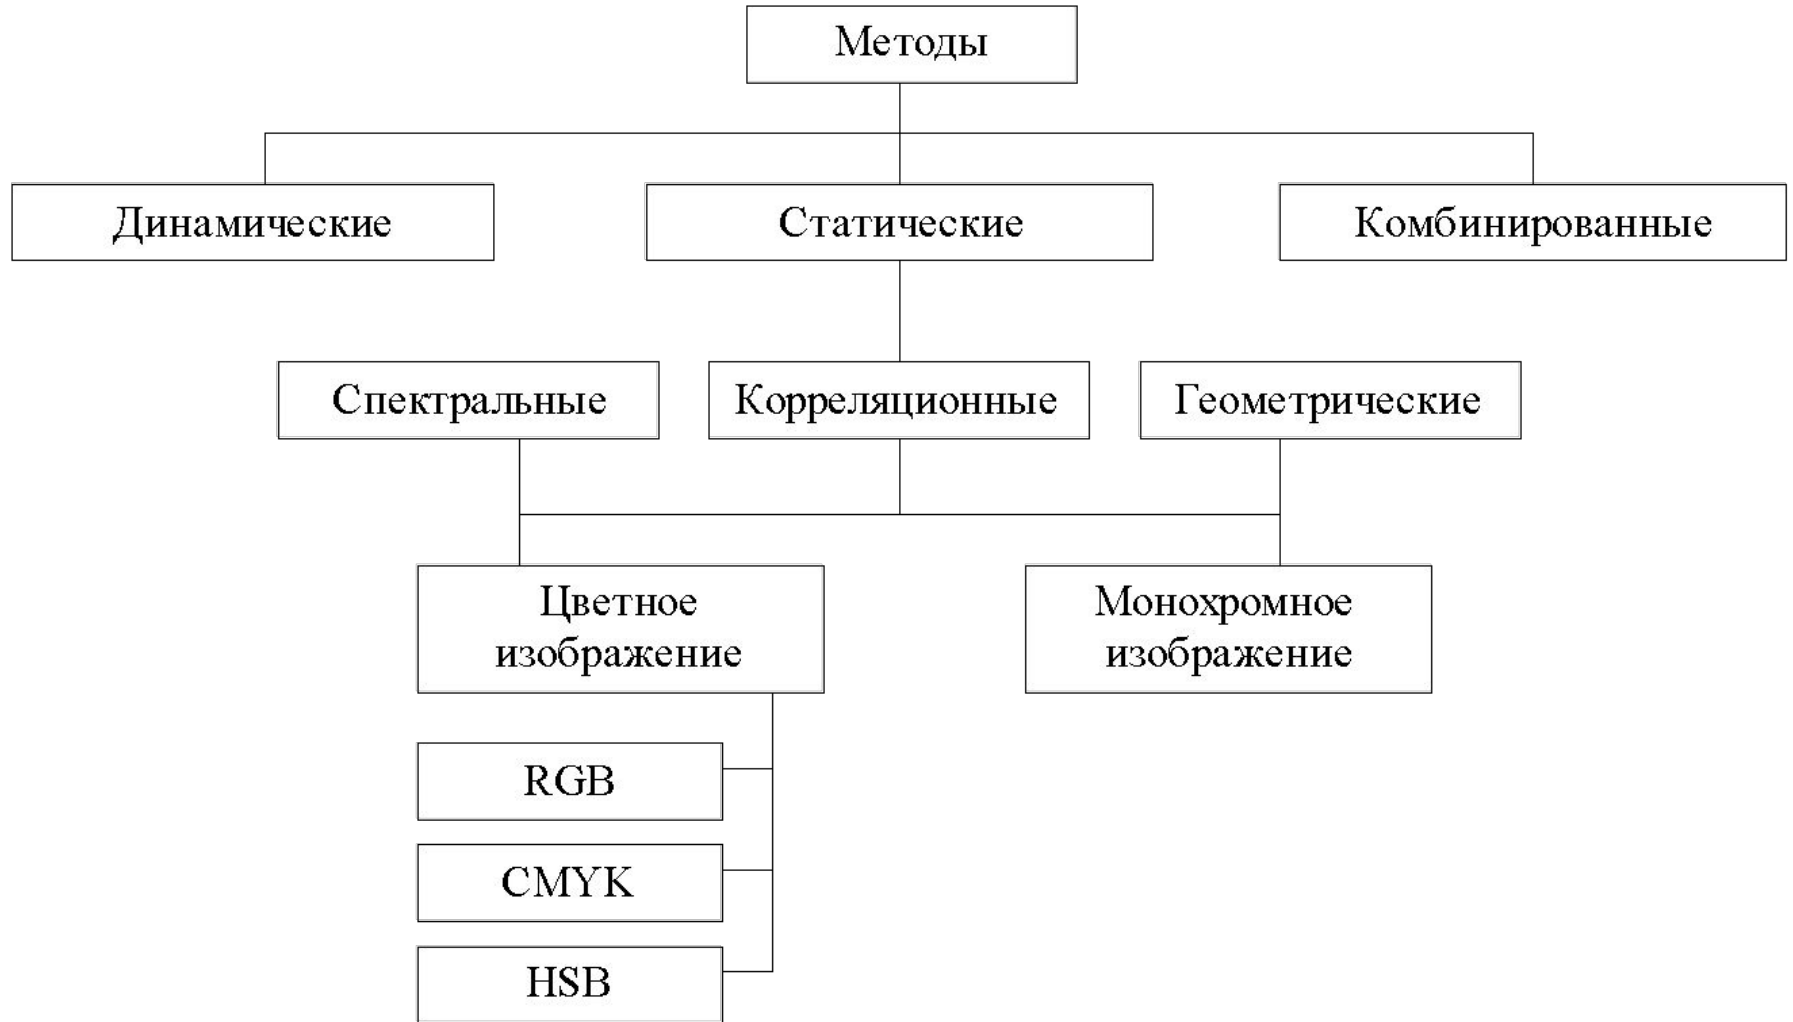 Методы
Динамические
Статические
Комбинированные
Спектральные
Корреляционные
Геометрические
Цветное
изображение
Монохромное
изображение
RGB
CMYK
HSB